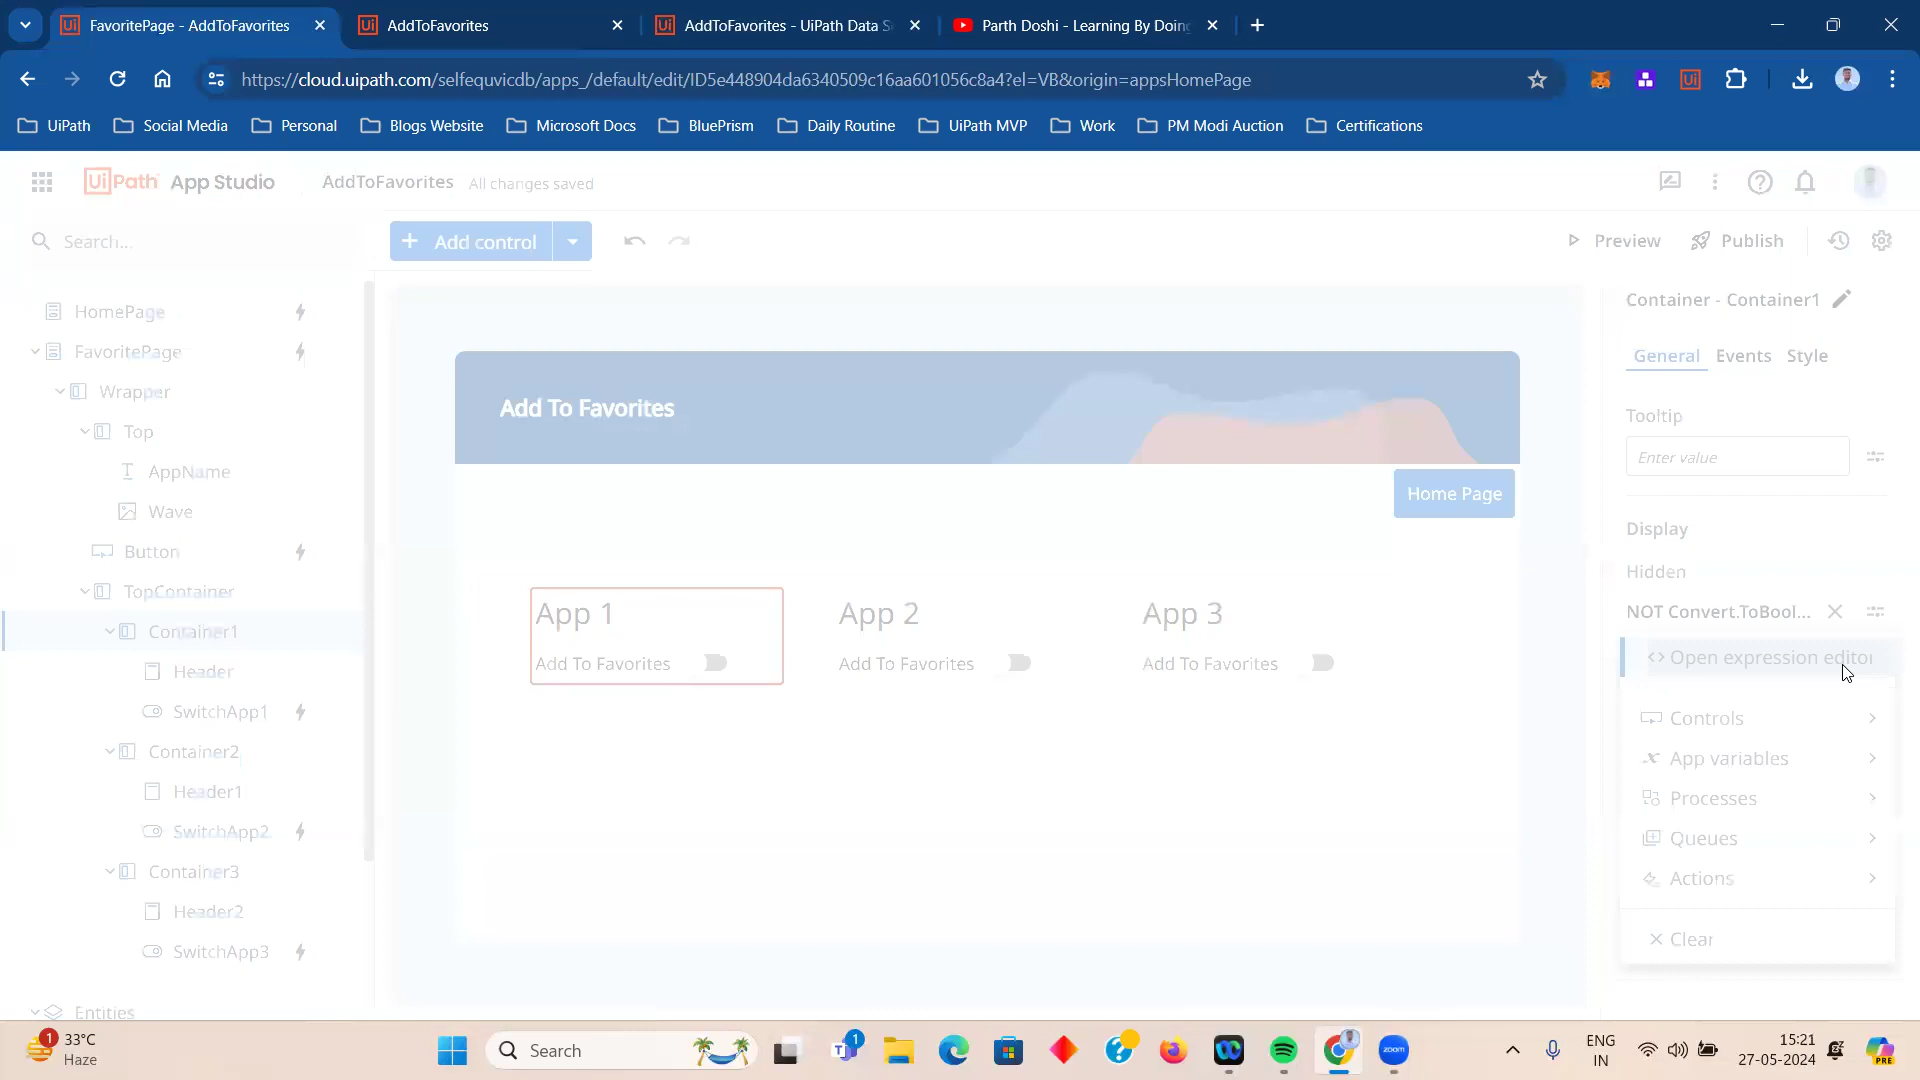 FavoritePage - AddToFavorites
AddToFavorites
AddToFavorites - UiPath Data S
Parth Doshi - Learning By Doing
https://cloud.uipath.com/selfequvicdb/apps_/default/edit/ID5e448904da6340509c16aa601056c8a4?el=VB&origin=appsHomePage
UiPath
Social Media
Personal
Blogs Website
Microsoft Docs
BluePrism
Daily Routine
UiPath MVP
Work
PM Modi Auction
Certifications
UiPath App Studio
AddToFavorites
All changes saved
Search...
Add control
Preview
Publish
HomePage
FavoritePage
Wrapper
Top
AppName
Wave
Button
TopContainer
Container1
Header
SwitchApp1
Container2
Header1
SwitchApp2
Container3
Header2
SwitchApp3
Entities
Add To Favorites
Home Page
App 1
Add To Favorites
App 2
Add To Favorites
App 3
Add To Favorites
Container - Container1
General
Events
Style
Tooltip
Enter value
Display
Hidden
NOT Convert.ToBool...
Open expression editor
Controls
App variables
Processes
Queues
Actions
Clear
1
33°C
Haze
Search
1
zoom
ENG
IN
15:21
27-05-2024
PRE